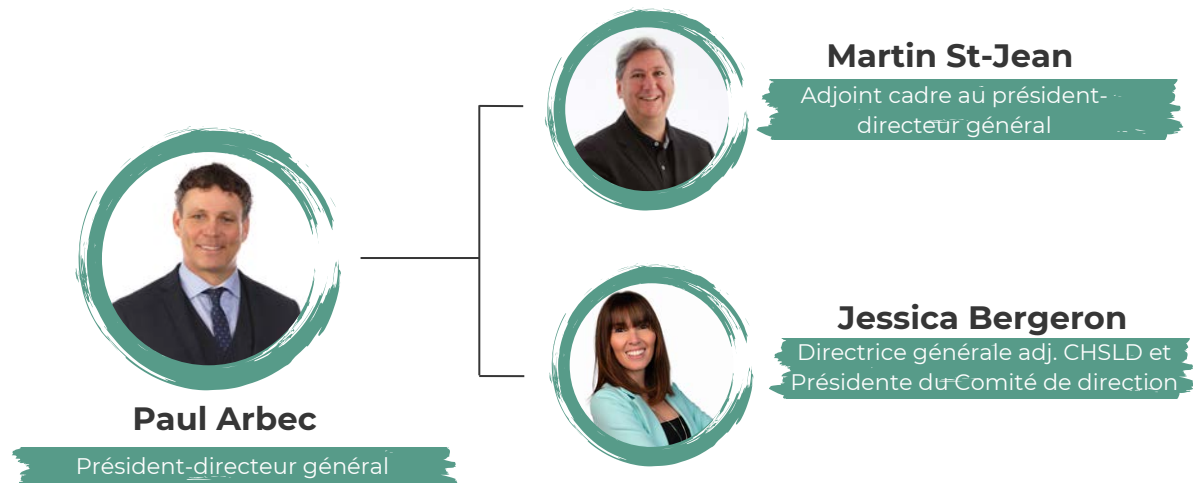 Martin St-Jean
Adjoint cadre au président-
directeur général
Paul Arbec
Président-directeur général
Jessica Bergeron
Directrice générale adj. CHSLD et
Présidente du Comité de direction